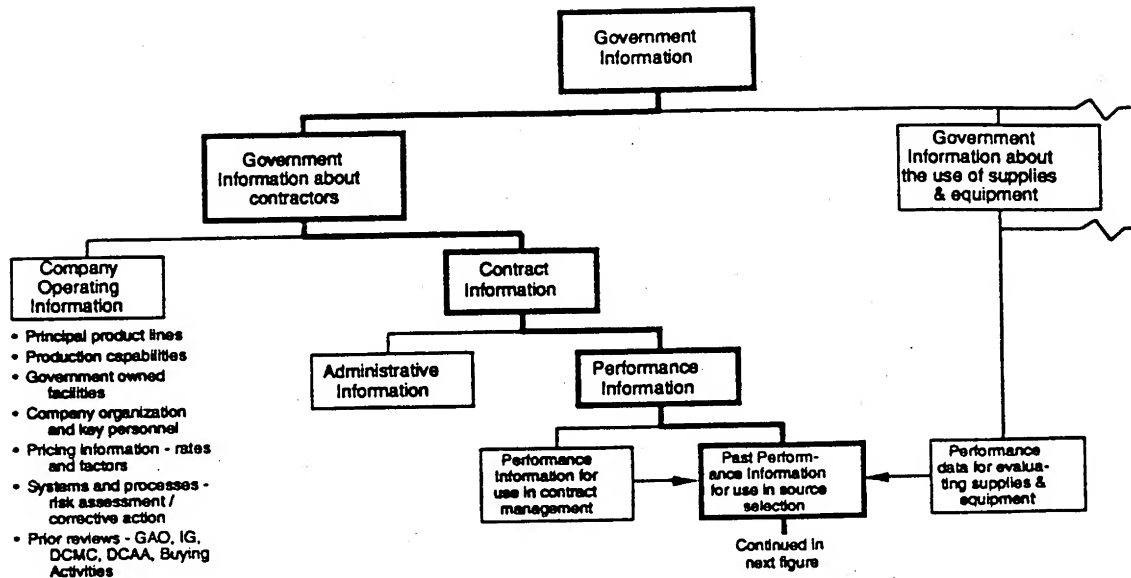 Government
Information
Government
Information about
contractors
Government
Information about
the use of supplies
& equipment
Company
Operating
Information
Contract
Information
• Principal product lines
• Production capabilities
• Government owned
facilities
• Company organization
and key personnel
• Pricing information - rates
and factors
• Systems and processes -
risk assessment /
corrective action
• Prior reviews - GAO, IG,
DCMC, DCAA, Buying
Activities
Administrative
Information
Performance
Information
Performance
Information for
use in contract
management
Past Perform-
ance Information
for use in source
selection
Performance
data for evalua-
ting supplies &
equipment
Continued in
next figure